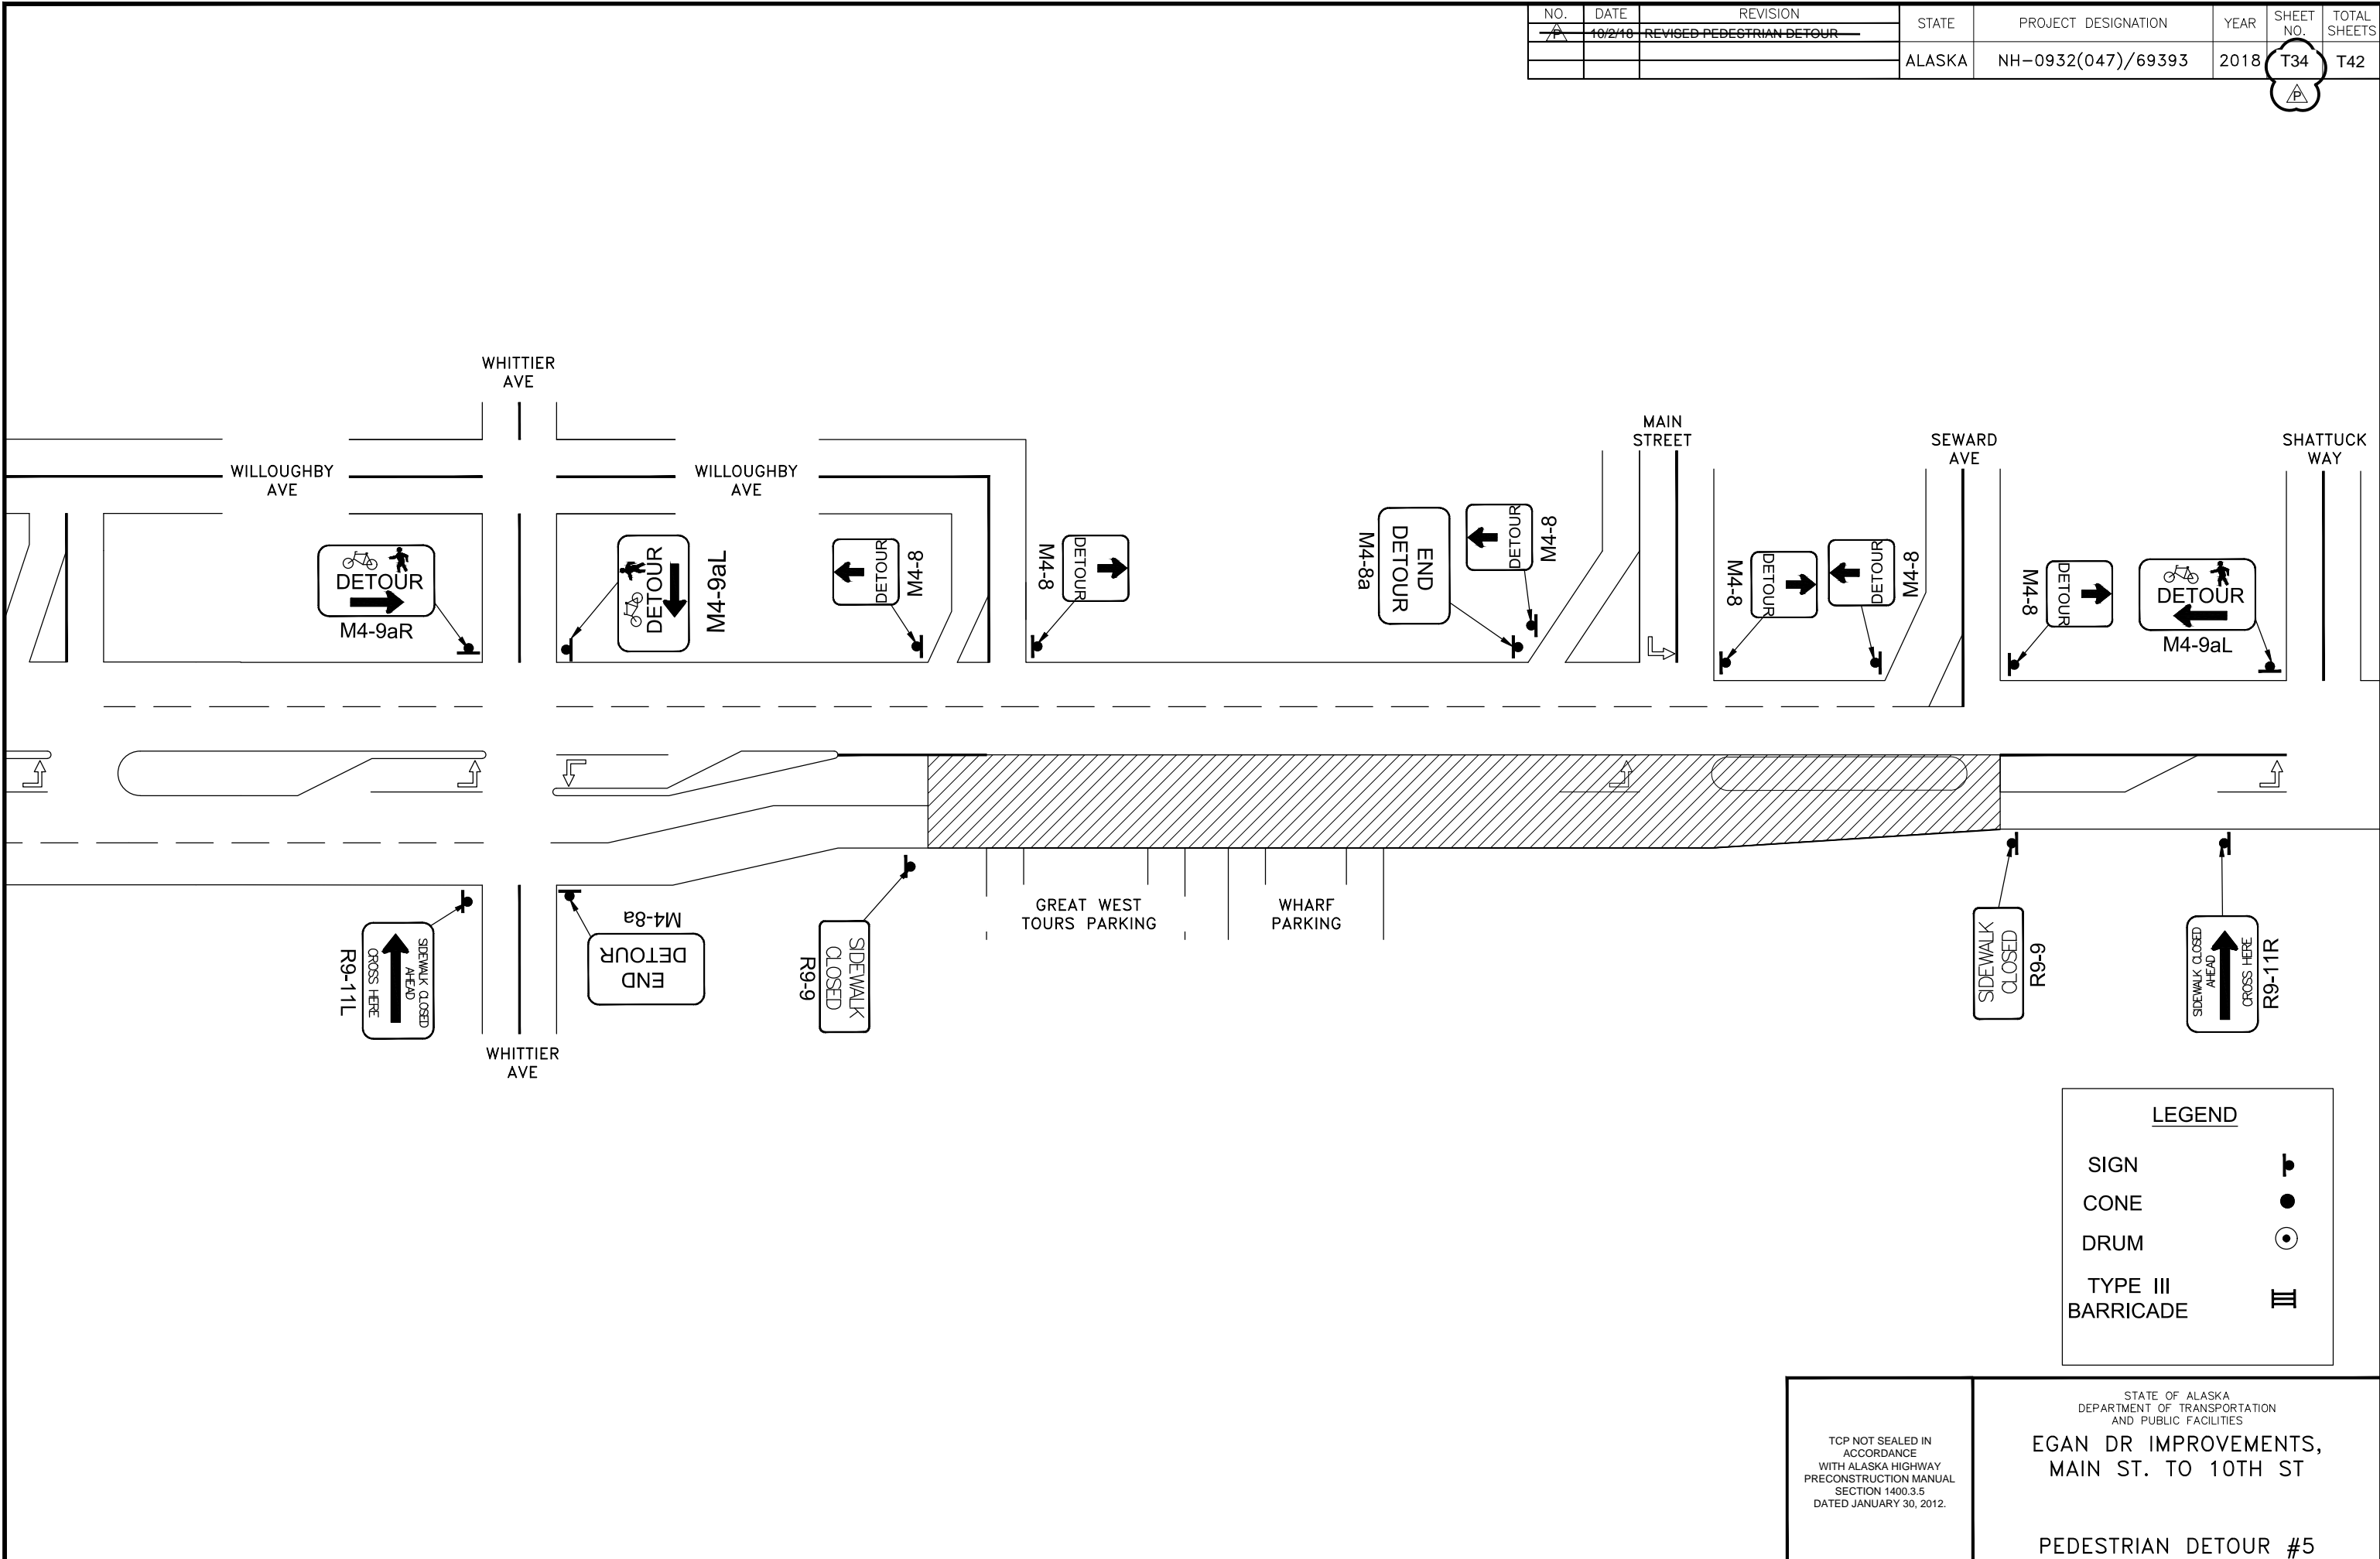 NO. DATE REVISION STATE PROJECT DESIGNATION YEAR SHEET NO. TOTAL SHEETS
P 10/2/18 REVISED PEDESTRIAN DETOUR
ALASKA NH-0932(047)/69393 2018 T34 T42
P
WHITTIER
AVE
WILLOUGHBY
AVE
WILLOUGHBY
AVE
MAIN
STREET
SEWARD
AVE
SHATTUCK
WAY
DETOUR
M4-9aR
DETOUR
M4-9aL
DETOUR
M4-8
M4-8
DETOUR
M4-8a
END
DETOUR
DETOUR
M4-8
M4-8
DETOUR
DETOUR
M4-8
M4-8
DETOUR
DETOUR
M4-9aL
R9-11L
SIDEWALK CLOSED
AHEAD
CROSS HERE
M4-8a
END
DETOUR
R9-9
SIDEWALK
CLOSED
GREAT WEST
TOURS PARKING
WHARF
PARKING
SIDEWALK
CLOSED
R9-9
SIDEWALK CLOSED
AHEAD
CROSS HERE
R9-11R
WHITTIER
AVE
LEGEND
SIGN
CONE
DRUM
TYPE III
BARRICADE
TCP NOT SEALED IN
ACCORDANCE
WITH ALASKA HIGHWAY
PRECONSTRUCTION MANUAL
SECTION 1400.3.5
DATED JANUARY 30, 2012.
STATE OF ALASKA
DEPARTMENT OF TRANSPORTATION
AND PUBLIC FACILITIES
EGAN DR IMPROVEMENTS,
MAIN ST. TO 10TH ST
PEDESTRIAN DETOUR #5